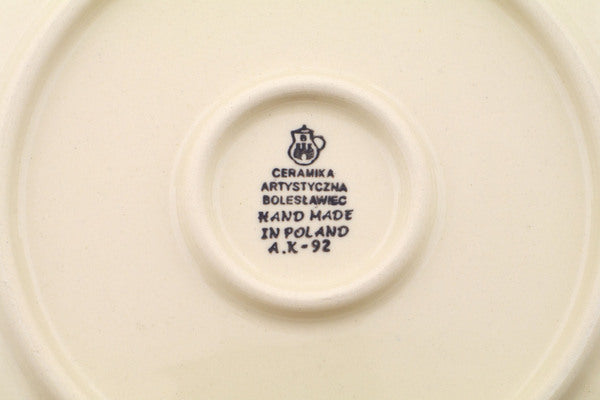 B
CERAMIKA
ARTYSTYCZNA
BOLESŁAWIEC
HAND MADE
IN POLAND
A.K-92